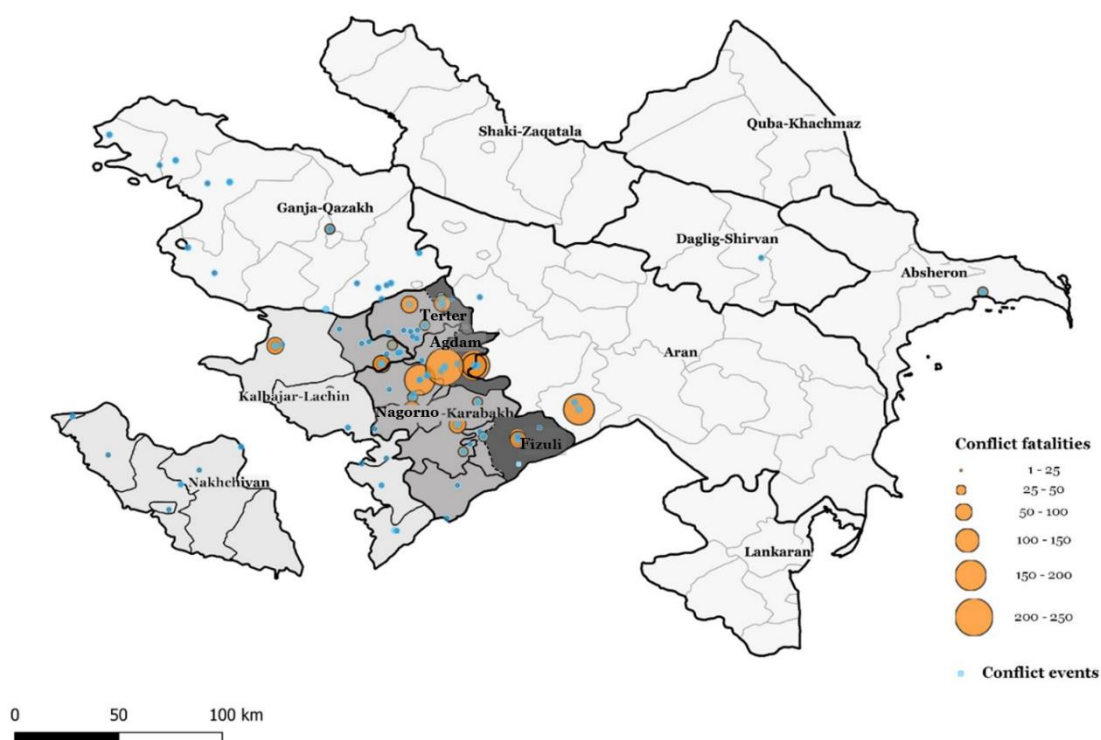 Shaki-Zaqatala
Quba-Khachmaz
Ganja-Qazakh
Daglig-Shirvan
Absheron
Terter
Agdam
Aran
Kalbajar-Lachin
Nagorno-Karabakh
Fizuli
Nakhchivan
Lankaran
Conflict fatalities
1 - 25
25 - 50
50 - 100
100 - 150
150 - 200
200 - 250
Conflict events
0 50 100 km